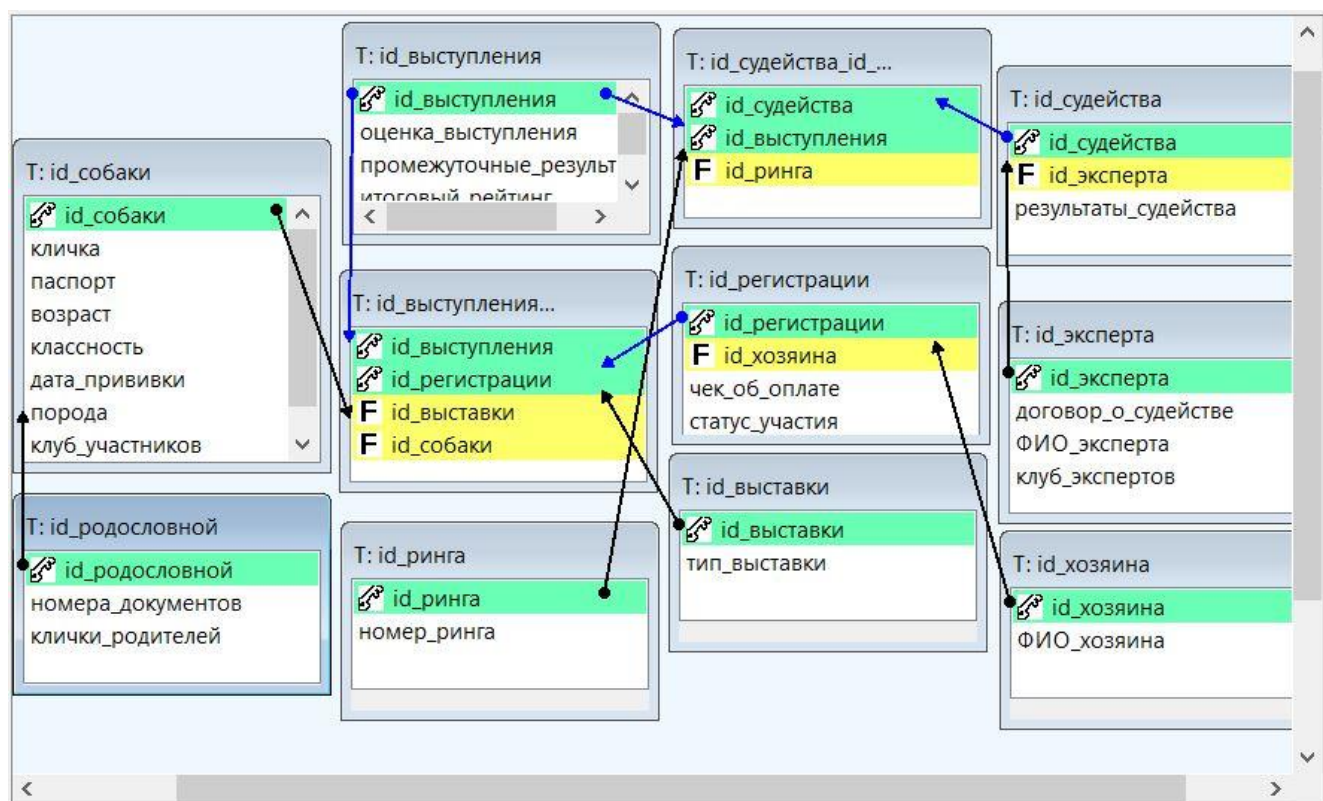 T: id_собаки
id_собаки
кличка
паспорт
возраст
классность
дата_прививки
порода
клуб_участников
T: id_родословной
id_родословной
номера_документов
клички_родителей
T: id_выступления
id_выступления
оценка_выступления
промежуточные_результ
итоговый_рейтинг
T: id_выступления...
id_выступления
id_регистрации
F id_выставки
F id_собаки
T: id_ринга
id_ринга
номер_ринга
T: id_судейства_id_...
id_судейства
id_выступления
F id_ринга
T: id_регистрации
id_регистрации
F id_хозяина
чек_об_оплате
статус_участия
T: id_выставки
id_выставки
тип_выставки
T: id_судейства
id_судейства
F id_эксперта
результаты_судейства
T: id_эксперта
id_эксперта
договор_о_судействе
ФИО_эксперта
клуб_экспертов
T: id_хозяина
id_хозяина
ФИО_хозяина